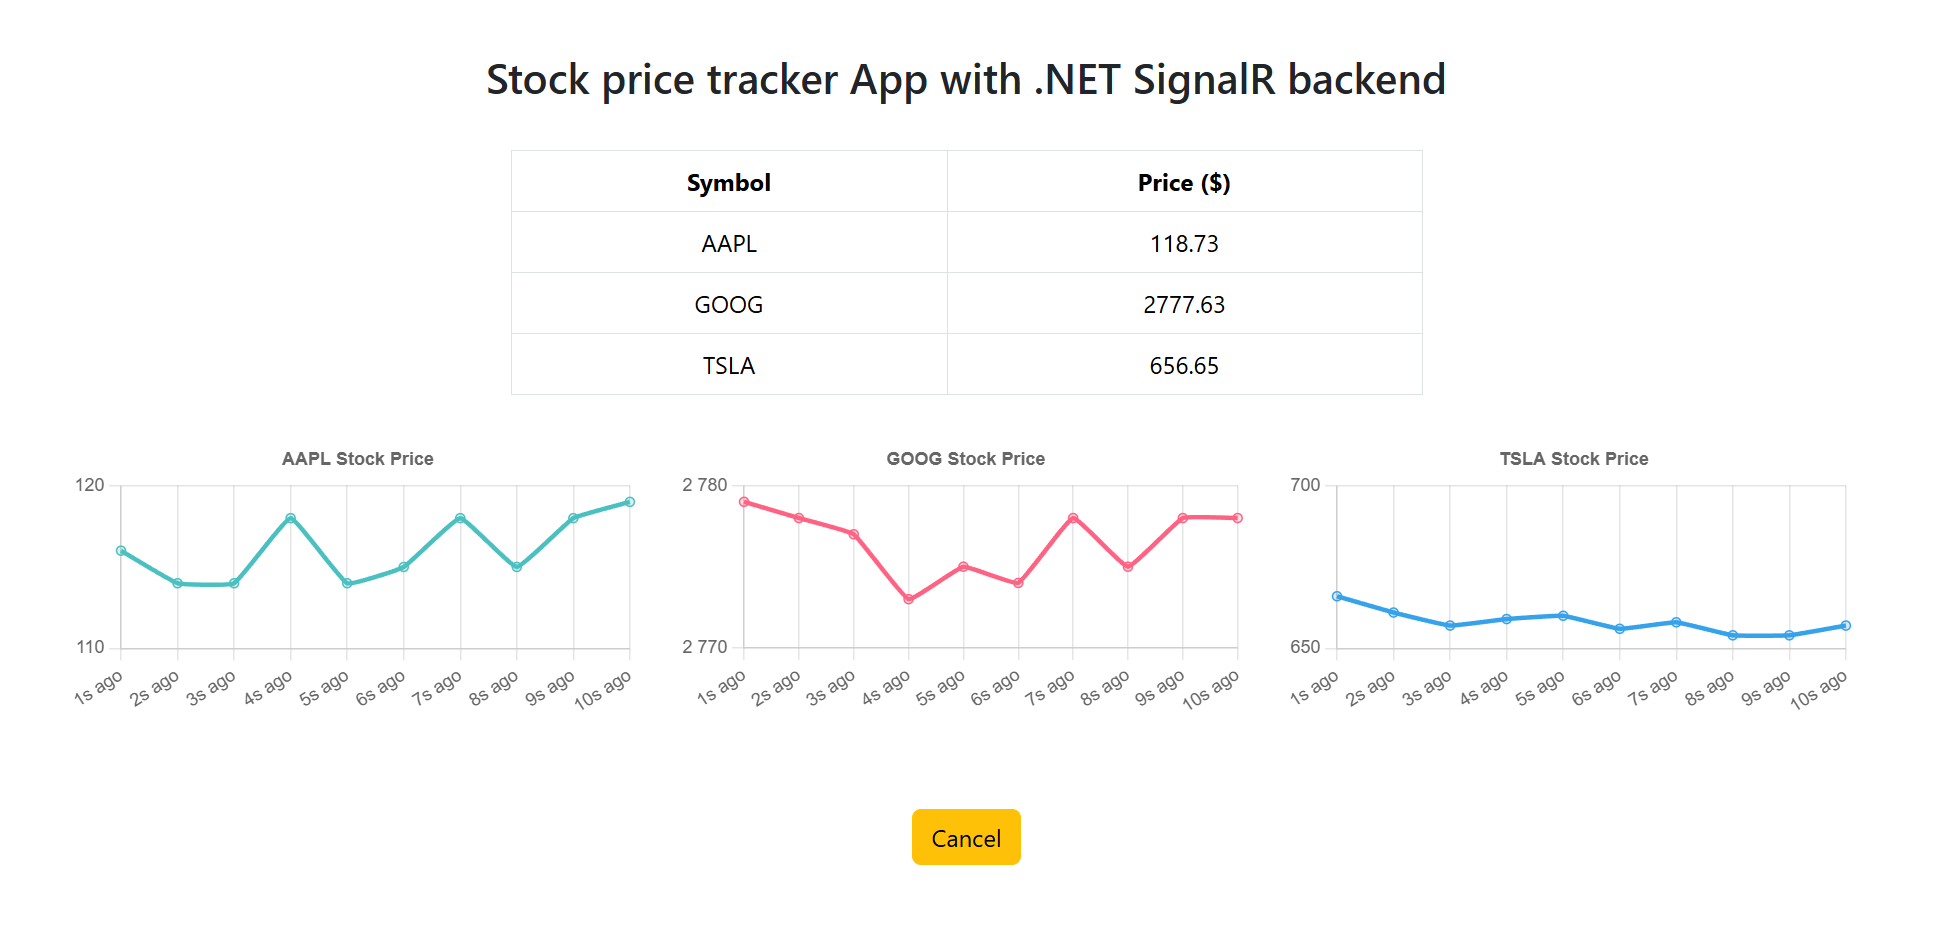 Stock price tracker App with .NET SignalR backend
Symbol Price ($)
AAPL 118.73
GOOG 2777.63
TSLA 656.65
AAPL Stock Price
120
110
1s ago 2s ago 3s ago 4s ago 5s ago 6s ago 7s ago 8s ago 9s ago 10s ago
GOOG Stock Price
2 780
2 770
1s ago 2s ago 3s ago 4s ago 5s ago 6s ago 7s ago 8s ago 9s ago 10s ago
TSLA Stock Price
700
650
1s ago 2s ago 3s ago 4s ago 5s ago 6s ago 7s ago 8s ago 9s ago 10s ago
Cancel